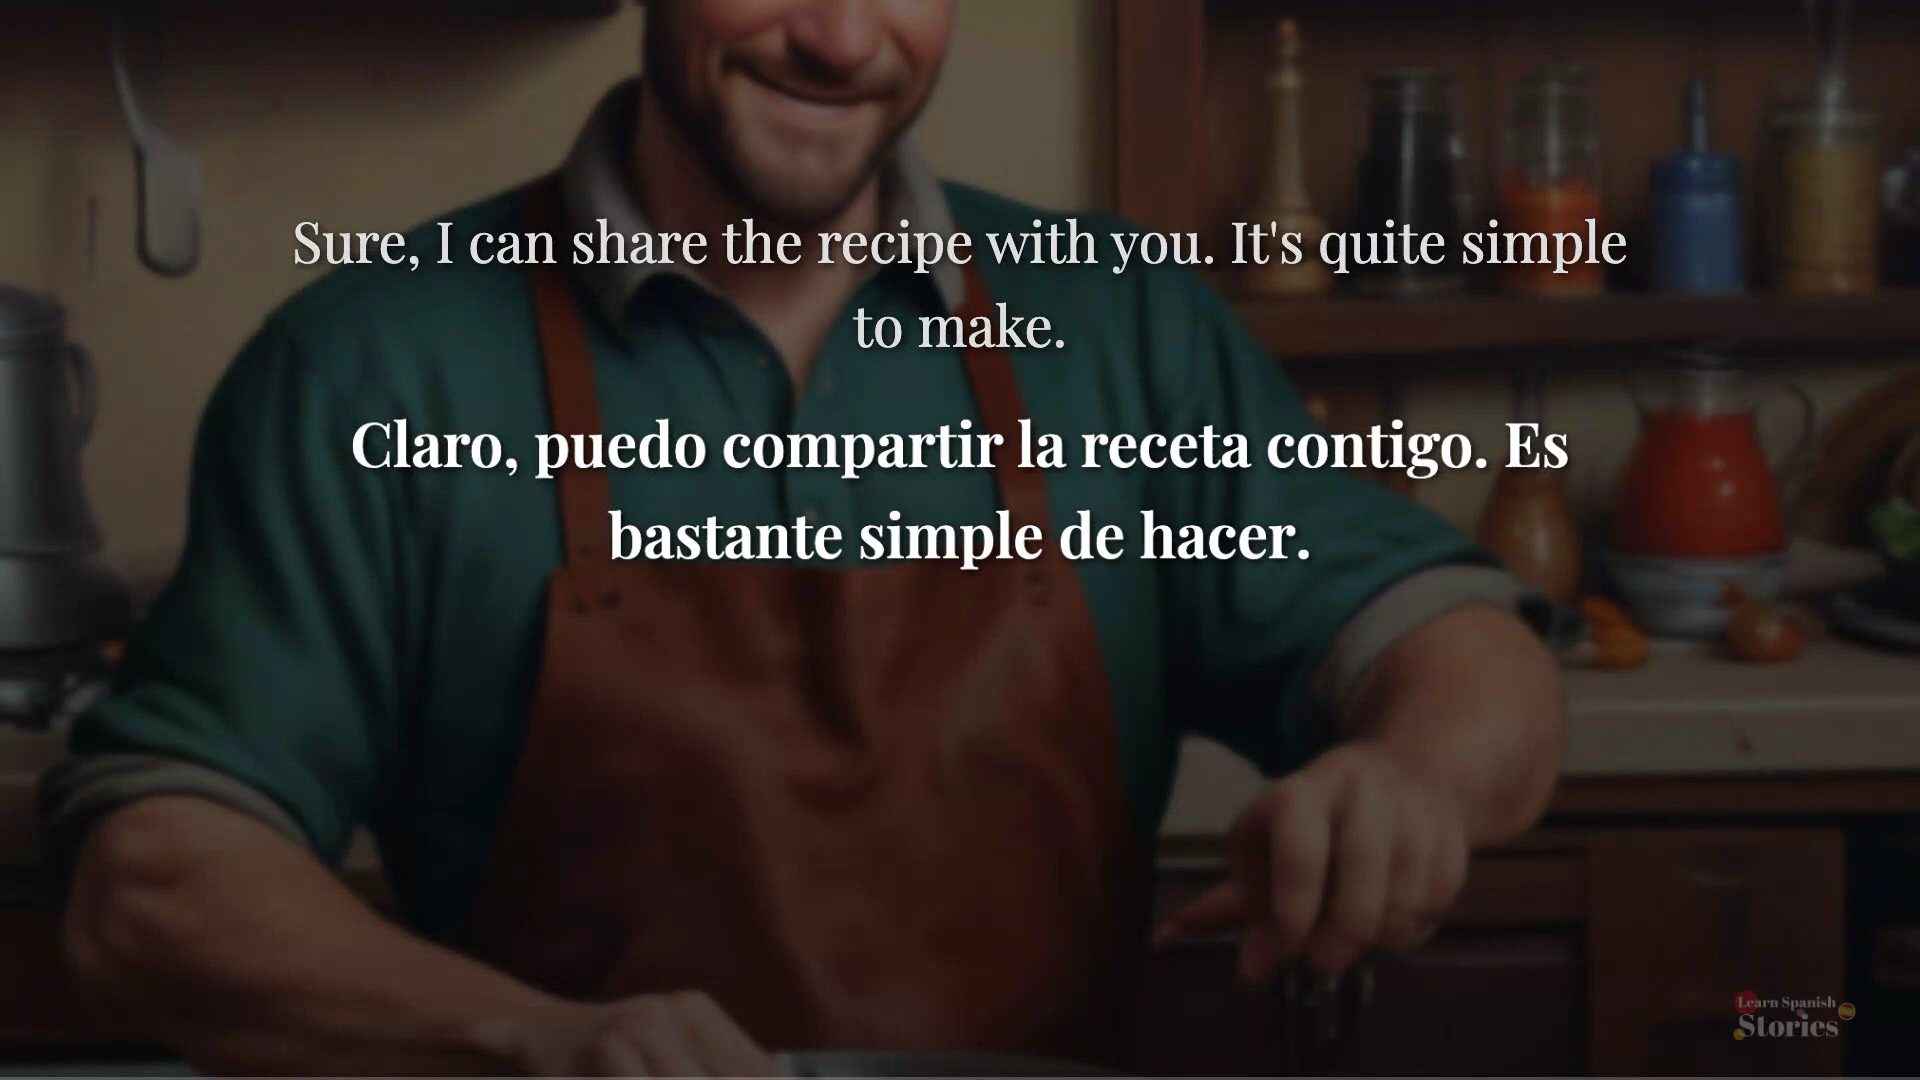 Sure, I can share the recipe with you. It's quite simple
to make.
Claro, puedo compartir la receta contigo. Es
bastante simple de hacer.
Learn Spanish
Stories